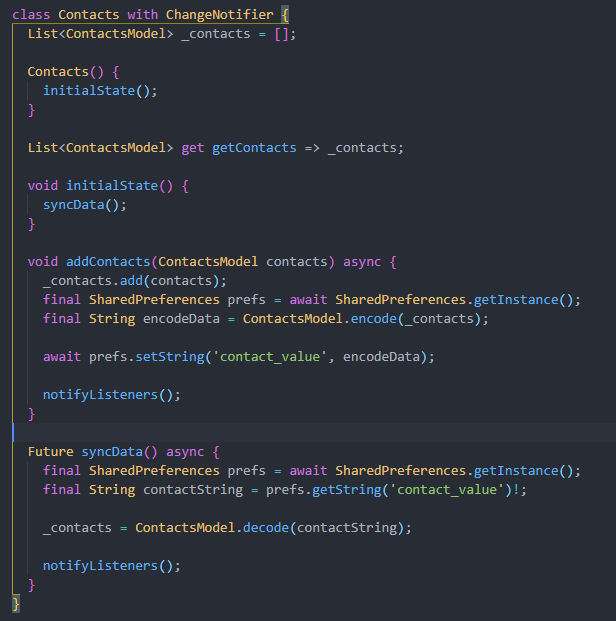 class Contacts with ChangeNotifier {
  List<ContactsModel> _contacts = [];

  Contacts() {
    initialState();
  }

  List<ContactsModel> get getContacts => _contacts;

  void initialState() {
    syncData();
  }

  void addContacts(ContactsModel contacts) async {
    _contacts.add(contacts);
    final SharedPreferences prefs = await SharedPreferences.getInstance();
    final String encodeData = ContactsModel.encode(_contacts);

    await prefs.setString('contact_value', encodeData);

    notifyListeners();
  }

  Future syncData() async {
    final SharedPreferences prefs = await SharedPreferences.getInstance();
    final String contactString = prefs.getString('contact_value')!;

    _contacts = ContactsModel.decode(contactString);

    notifyListeners();
  }
}